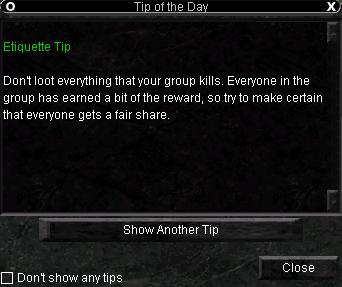 O Tip of the Day X
Etiquette Tip
Don't loot everything that your group kills. Everyone in the
group has earned a bit of the reward, so try to make certain
that everyone gets a fair share.
Show Another Tip
Close
Don't show any tips